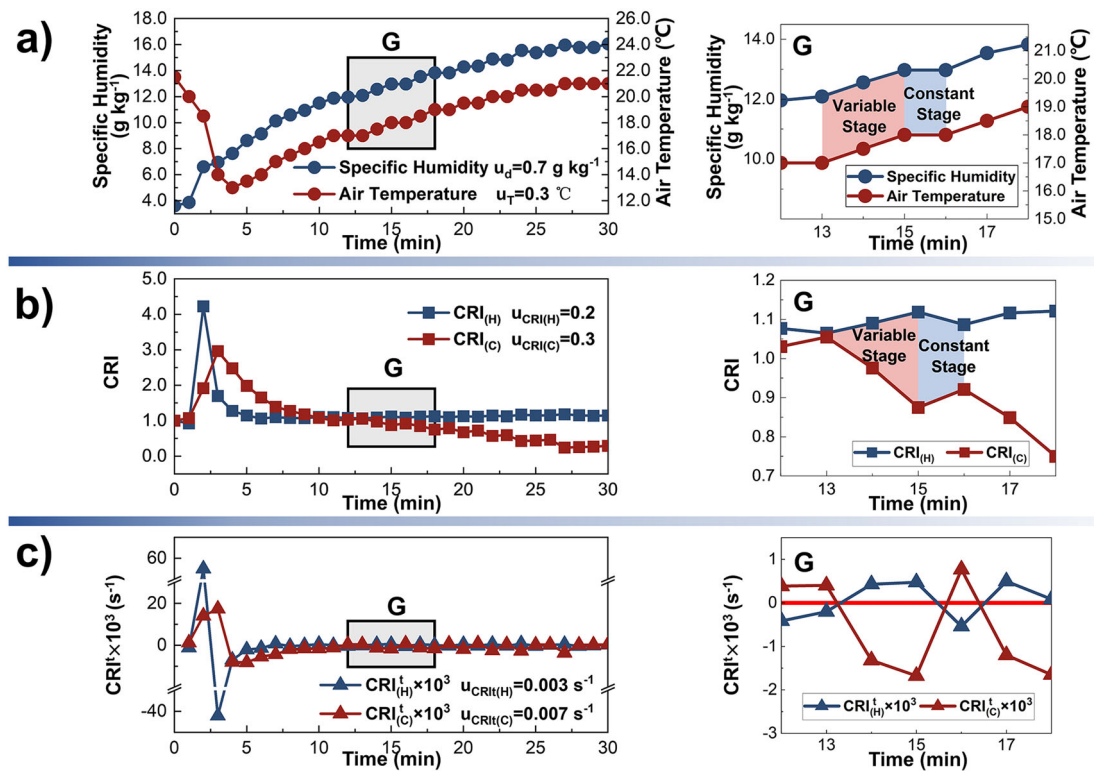 a)
18.0
16.0
14.0
12.0
10.0
8.0
6.0
4.0
Specific Humidity
(g kg⁻¹)
26.0
24.0
22.0
20.0
18.0
16.0
14.0
12.0
Air Temperature (℃)
G
Specific Humidity u_d=0.7 g kg⁻¹
Air Temperature u_T=0.3 ℃
0 5 10 15 20 25 30
Time (min)
G
14.0
12.0
10.0
Specific Humidity
(g kg⁻¹)
21.0
20.0
19.0
18.0
17.0
16.0
15.0
Air Temperature (℃)
Variable
Stage
Constant
Stage
Specific Humidity
Air Temperature
13 15 16 17
Time (min)
b)
5.0
4.0
3.0
2.0
1.0
0.0
CRI
CRI(H) u_CRI(H)=0.2
CRI(C) u_CRI(C)=0.3
G
0 5 10 15 20 25 30
Time (min)
G
1.2
1.1
1.0
0.9
0.8
0.7
CRI
Variable
Stage
Constant
Stage
CRI(H) CRI(C)
13 15 16 17
Time (min)
c)
60
20
0
-40
CRIᵗ×10³ (s⁻¹)
G
CRIᵗ(H)×10³ u_CRIt(H)=0.003 s⁻¹
CRIᵗ(C)×10³ u_CRIt(C)=0.007 s⁻¹
0 5 10 15 20 25 30
Time (min)
G
1
0
-1
-2
-3
CRIᵗ×10³ (s⁻¹)
CRIᵗ(H)×10³ CRIᵗ(C)×10³
13 15 16 17
Time (min)